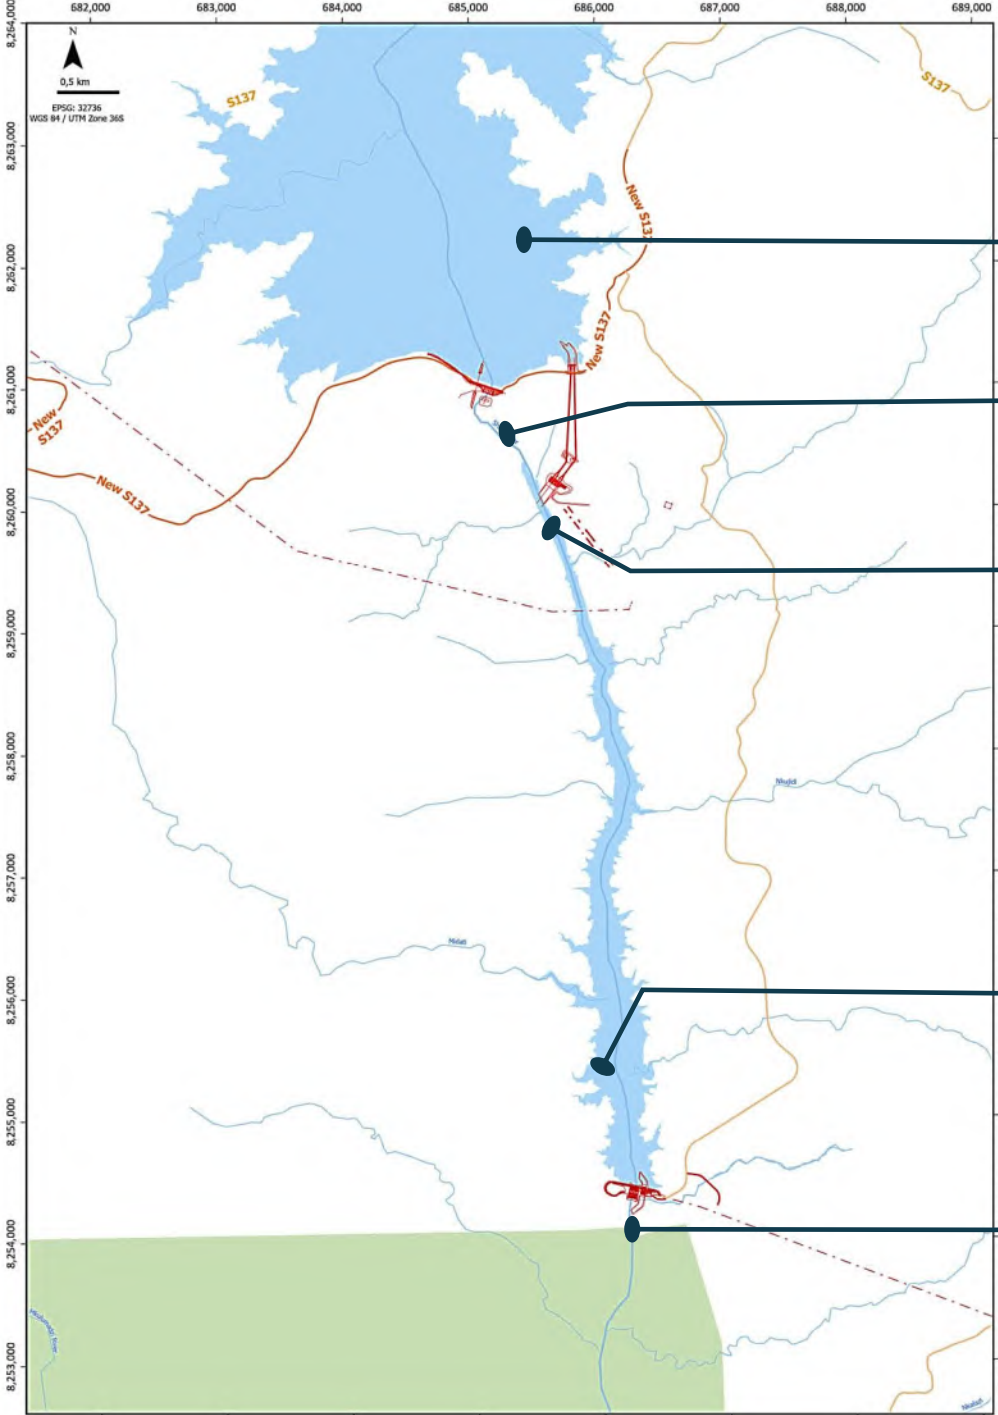 682,000 683,000 684,000 685,000 686,000 687,000 688,000 689,000
8,264,000
N
0,5 km
EPSG: 32736
WGS 84 / UTM Zone 36S
S137
S137
8,263,000
New S137
8,262,000
New S137
8,261,000
New
S137
New S137
8,260,000
8,259,000
8,258,000
8,257,000
8,256,000
8,255,000
8,254,000
8,253,000